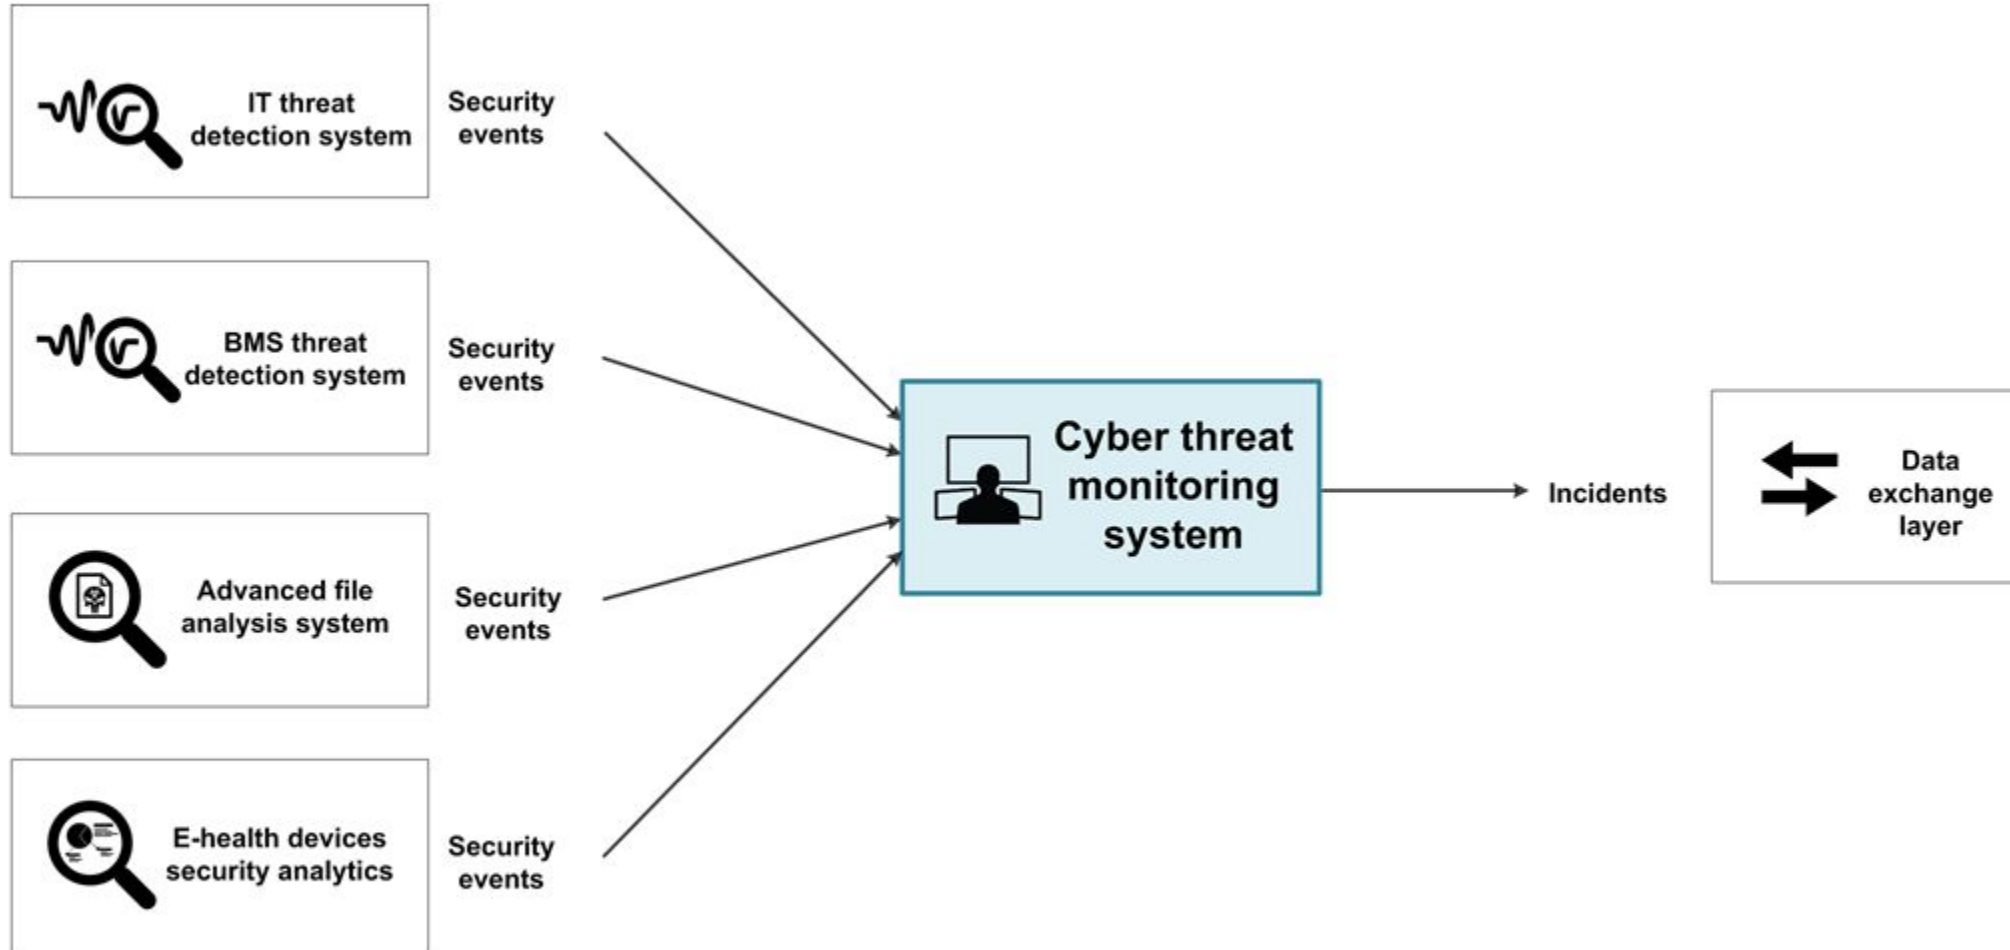 IT threat
detection system
Security
events
BMS threat
detection system
Security
events
Advanced file
analysis system
Security
events
E-health devices
security analytics
Security
events
Cyber threat
monitoring
system
Incidents
Data
exchange
layer